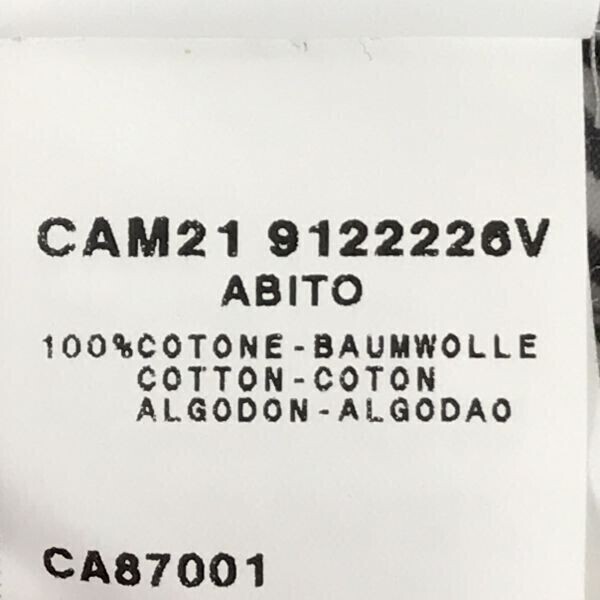 CAM21 9122226V
ABITO
100%COTONE-BAUMWOLLE
COTTON-COTON
ALGODON-ALGODAO
CA87001